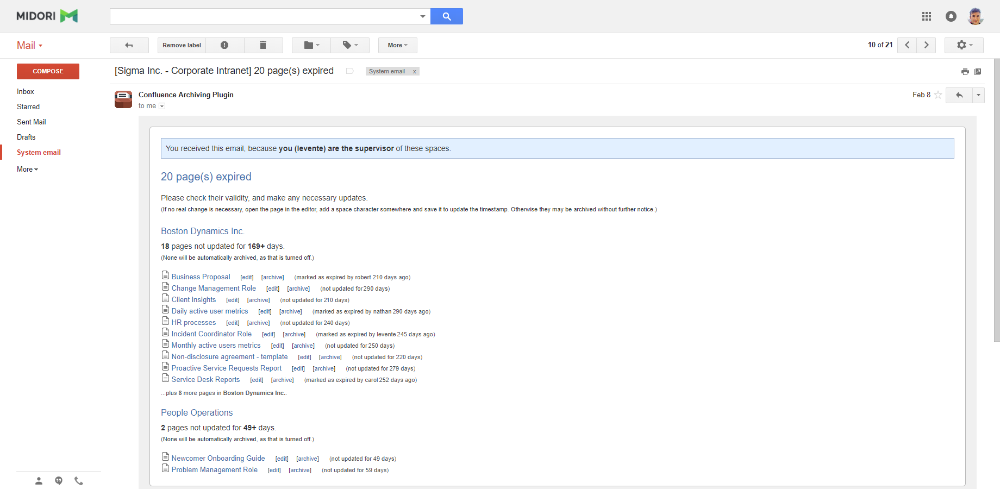 MIDORI
Mail
Remove label
More
10 of 21
COMPOSE
[Sigma Inc. - Corporate Intranet] 20 page(s) expired
System email x
Inbox
Starred
Sent Mail
Drafts
System email
More
Confluence Archiving Plugin
Feb 8
to me
You received this email, because you (levente) are the supervisor of these spaces.
20 page(s) expired
Please check their validity, and make any necessary updates.
(If no real change is necessary, open the page in the editor, add a space character somewhere and save it to update the timestamp. Otherwise they may be archived without further notice.)
Boston Dynamics Inc.
18 pages not updated for 169+ days.
(None will be automatically archived, as that is turned off.)
Business Proposal [edit] [archive] (marked as expired by robert 210 days ago)
Change Management Role [edit] [archive] (not updated for 290 days)
Client Insights [edit] [archive] (not updated for 210 days)
Daily active user metrics [edit] [archive] (marked as expired by nathan 290 days ago)
HR processes [edit] [archive] (not updated for 240 days)
Incident Coordinator Role [edit] [archive] (marked as expired by levente 245 days ago)
Monthly active users metrics [edit] [archive] (not updated for 250 days)
Non-disclosure agreement - template [edit] [archive] (not updated for 220 days)
Proactive Service Requests Report [edit] [archive] (not updated for 279 days)
Service Desk Reports [edit] [archive] (marked as expired by carol 252 days ago)
...plus 8 more pages in Boston Dynamics Inc..
People Operations
2 pages not updated for 49+ days.
(None will be automatically archived, as that is turned off.)
Newcomer Onboarding Guide [edit] [archive] (not updated for 49 days)
Problem Management Role [edit] [archive] (not updated for 59 days)